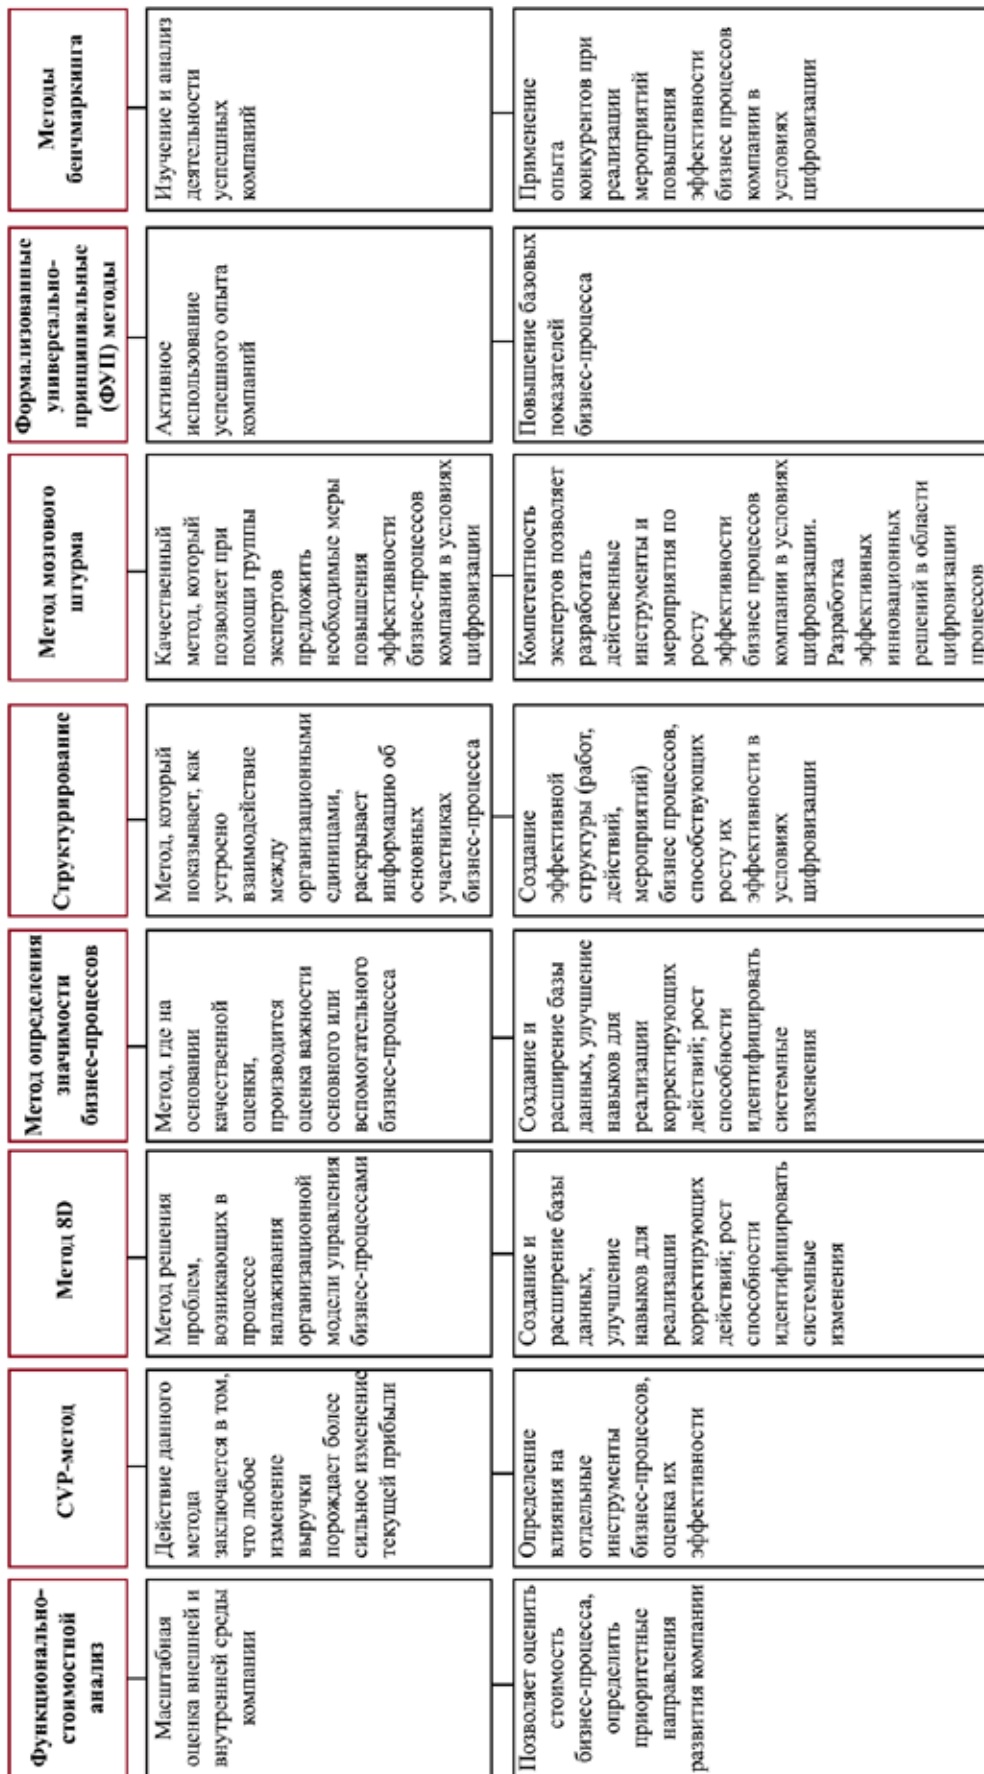 Функционально-
стоимостной
анализ
Масштабная
оценка внешней и
внутренней среды
компании
Позволяет оценить
стоимость
бизнес-процесса,
определить
приоритетные
направления
развития компании
CVP-метод
Действие данного
метода
заключается в том,
что любое
изменение
выручки
порождает более
сильное изменение
текущей прибыли
Определение
влияния на
отдельные
инструменты
бизнес-процессов,
оценка их
эффективности
Метод 8D
Метод решения
проблем,
возникающих в
процессе
налаживания
организационной
модели управления
бизнес-процессами
Создание и
расширение базы
данных,
улучшение
навыков для
реализации
корректирующих
действий; рост
способности
идентифицировать
системные
изменения
Метод определения
значимости
бизнес-процессов
Метод, где на
основании
качественной
оценки,
производится
оценка важности
основного или
вспомогательного
бизнес-процесса
Создание и
расширение базы
данных, улучшение
навыков для
реализации
корректирующих
действий; рост
способности
идентифицировать
системные
изменения
Структурирование
Метод, который
показывает, как
устроено
взаимодействие
между
организационными
единицами,
раскрывает
информацию об
основных
участниках
бизнес-процесса
Создание
эффективной
структуры (работ,
действий,
мероприятий)
бизнес процессов,
способствующих
росту их
эффективности в
условиях
цифровизации
Метод мозгового
штурма
Качественный
метод, который
позволяет при
помощи группы
экспертов
предложить
необходимые меры
повышения
эффективности
бизнес-процессов
компании в условиях
цифровизации
Компетентность
экспертов позволяет
разработать
действенные
инструменты и
мероприятия по
росту
эффективности
бизнес процессов
компании в условиях
цифровизации.
Разработка
эффективных
инновационных
решений в области
цифровизации
процессов
Формализованные
универсально-
принципиальные
(ФУП) методы
Активное
использование
успешного опыта
компаний
Повышение базовых
показателей
бизнес-процесса
Методы
бенчмаркинга
Изучение и анализ
деятельности
успешных
компаний
Применение
опыта
конкурентов при
реализации
мероприятий
повышения
эффективности
бизнес процессов
компании в
условиях
цифровизации